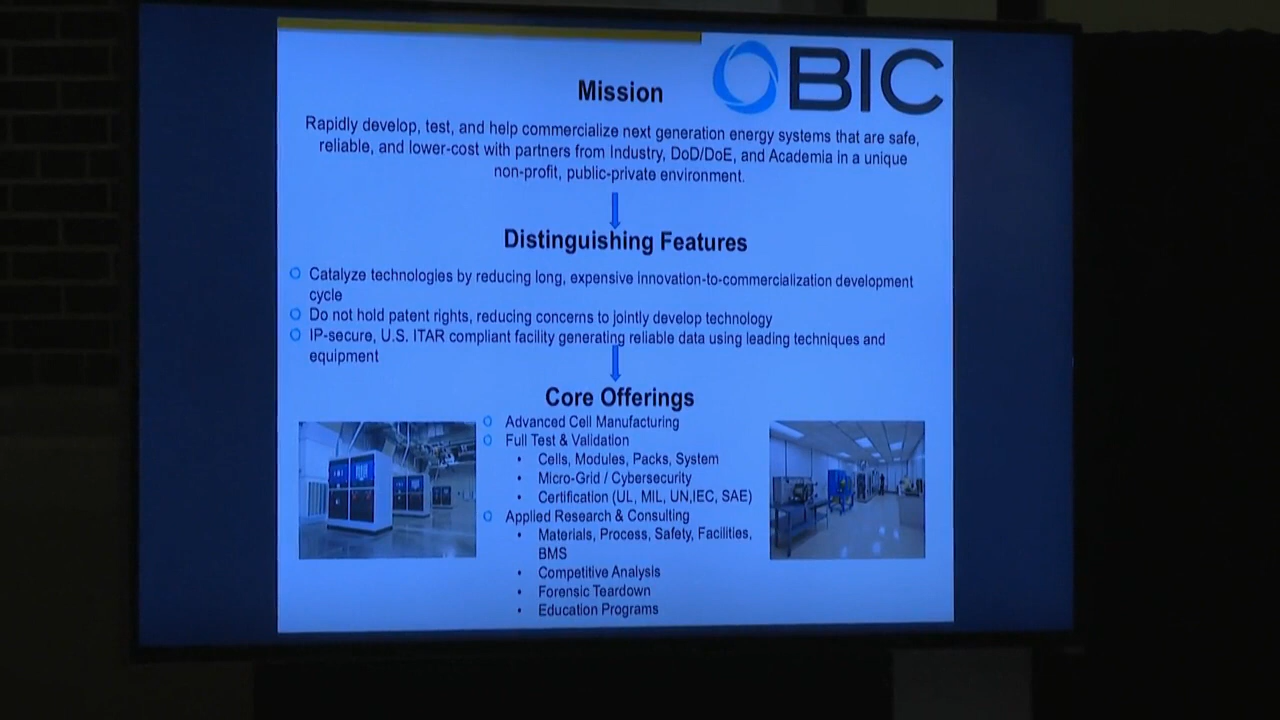 BIC
Mission
Rapidly develop, test, and help commercialize next generation energy systems that are safe,
reliable, and lower-cost with partners from Industry, DoD/DoE, and Academia in a unique
non-profit, public-private environment.
Distinguishing Features
Catalyze technologies by reducing long, expensive innovation-to-commercialization development
cycle
Do not hold patent rights, reducing concerns to jointly develop technology
IP-secure, U.S. ITAR compliant facility generating reliable data using leading techniques and
equipment
Core Offerings
Advanced Cell Manufacturing
Full Test & Validation
Cells, Modules, Packs, System
Micro-Grid / Cybersecurity
Certification (UL, MIL, UN,IEC, SAE)
Applied Research & Consulting
Materials, Process, Safety, Facilities,
BMS
Competitive Analysis
Forensic Teardown
Education Programs